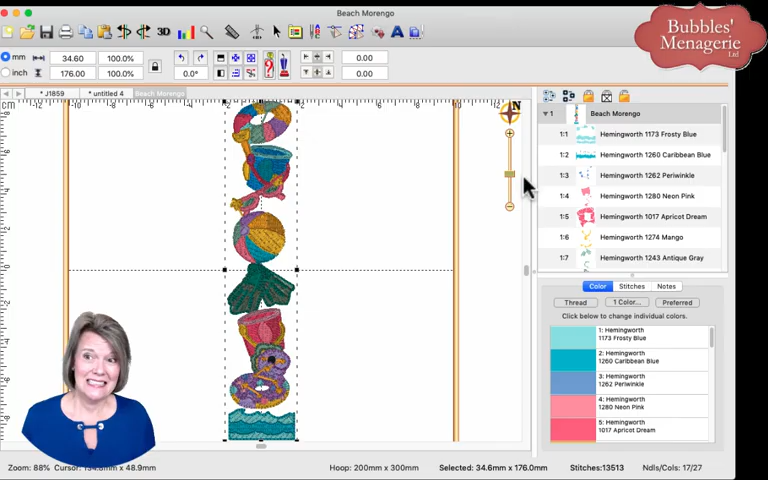 Beach Morengo
Bubbles'
Menagerie
Ltd
3D
A
mm
34.60
100.0%
0.00
inch
176.00
100.0%
0.0°
0.00
* J1859
* untitled 4
Beach Morengo
cm
N
1
Beach Morengo
1:1
Hemingworth 1173 Frosty Blue
1:2
Hemingworth 1260 Caribbean Blue
1:3
Hemingworth 1262 Periwinkle
1:4
Hemingworth 1280 Neon Pink
1:5
Hemingworth 1017 Apricot Dream
1:6
Hemingworth 1274 Mango
1:7
Hemingworth 1243 Antique Gray
Color
Stitches
Notes
Thread
1 Color...
Preferred
Click below to change individual colors.
1: Hemingworth
1173 Frosty Blue
2: Hemingworth
1260 Caribbean Blue
3: Hemingworth
1262 Periwinkle
4: Hemingworth
1280 Neon Pink
5: Hemingworth
1017 Apricot Dream
Zoom: 88%
Cursor:
x 48.9mm
Hoop: 200mm x 300mm
Selected: 34.6mm x 176.0mm
Stitches:13513
Ndls/Cols: 17/27